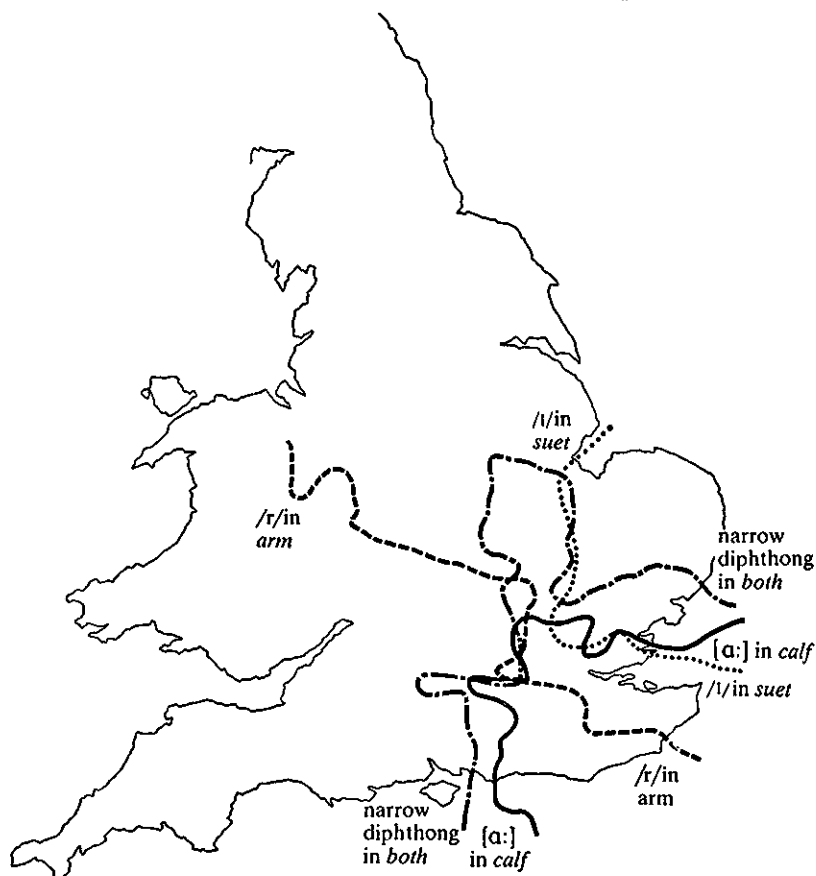 /ɪ/in
suet
/r/in
arm
narrow
diphthong
in both
[ɑː] in calf
/ɪ/in suet
/r/in
arm
narrow
diphthong
in both
[ɑː]
in calf